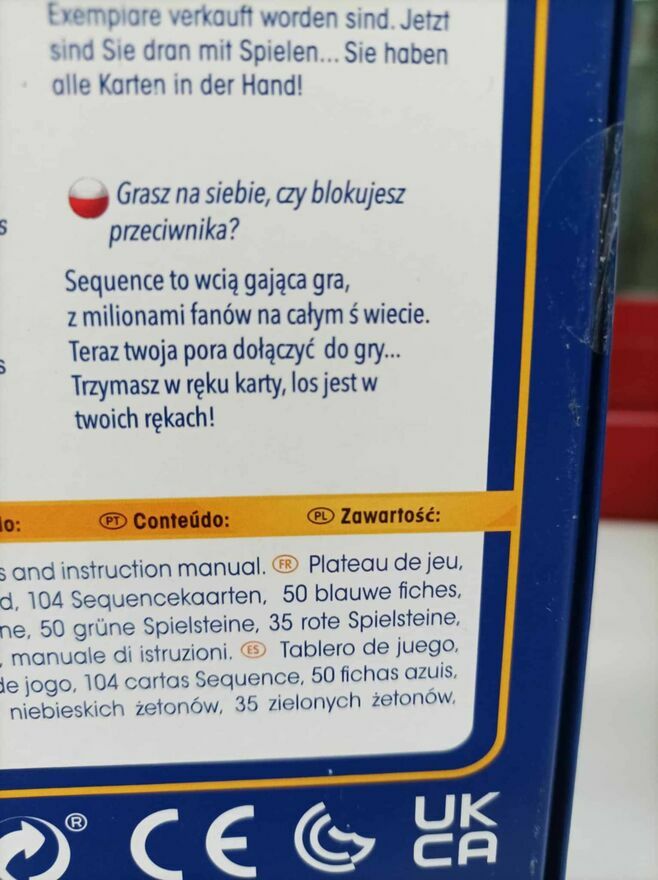 Exemplare verkauft worden sind. Jetzt
sind Sie dran mit Spielen... Sie haben
alle Karten in der Hand!
Grasz na siebie, czy blokujesz
przeciwnika?
s
Sequence to wcią gająca gra,
z milionami fanów na całym ś wiecie.
Teraz twoja pora dołączyć do gry...
s
Trzymasz w ręku karty, los jest w
twoich rękach!
lo: PT Conteúdo: PL Zawartość:
s and instruction manual. FR Plateau de jeu,
d, 104 Sequencekaarten, 50 blauwe fiches,
ne, 50 grüne Spielsteine, 35 rote Spielsteine,
, manuale di istruzioni. ES Tablero de juego,
de jogo, 104 cartas Sequence, 50 fichas azuis,
niebieskich żetonów, 35 zielonych żetonów,
® CE UK
CA